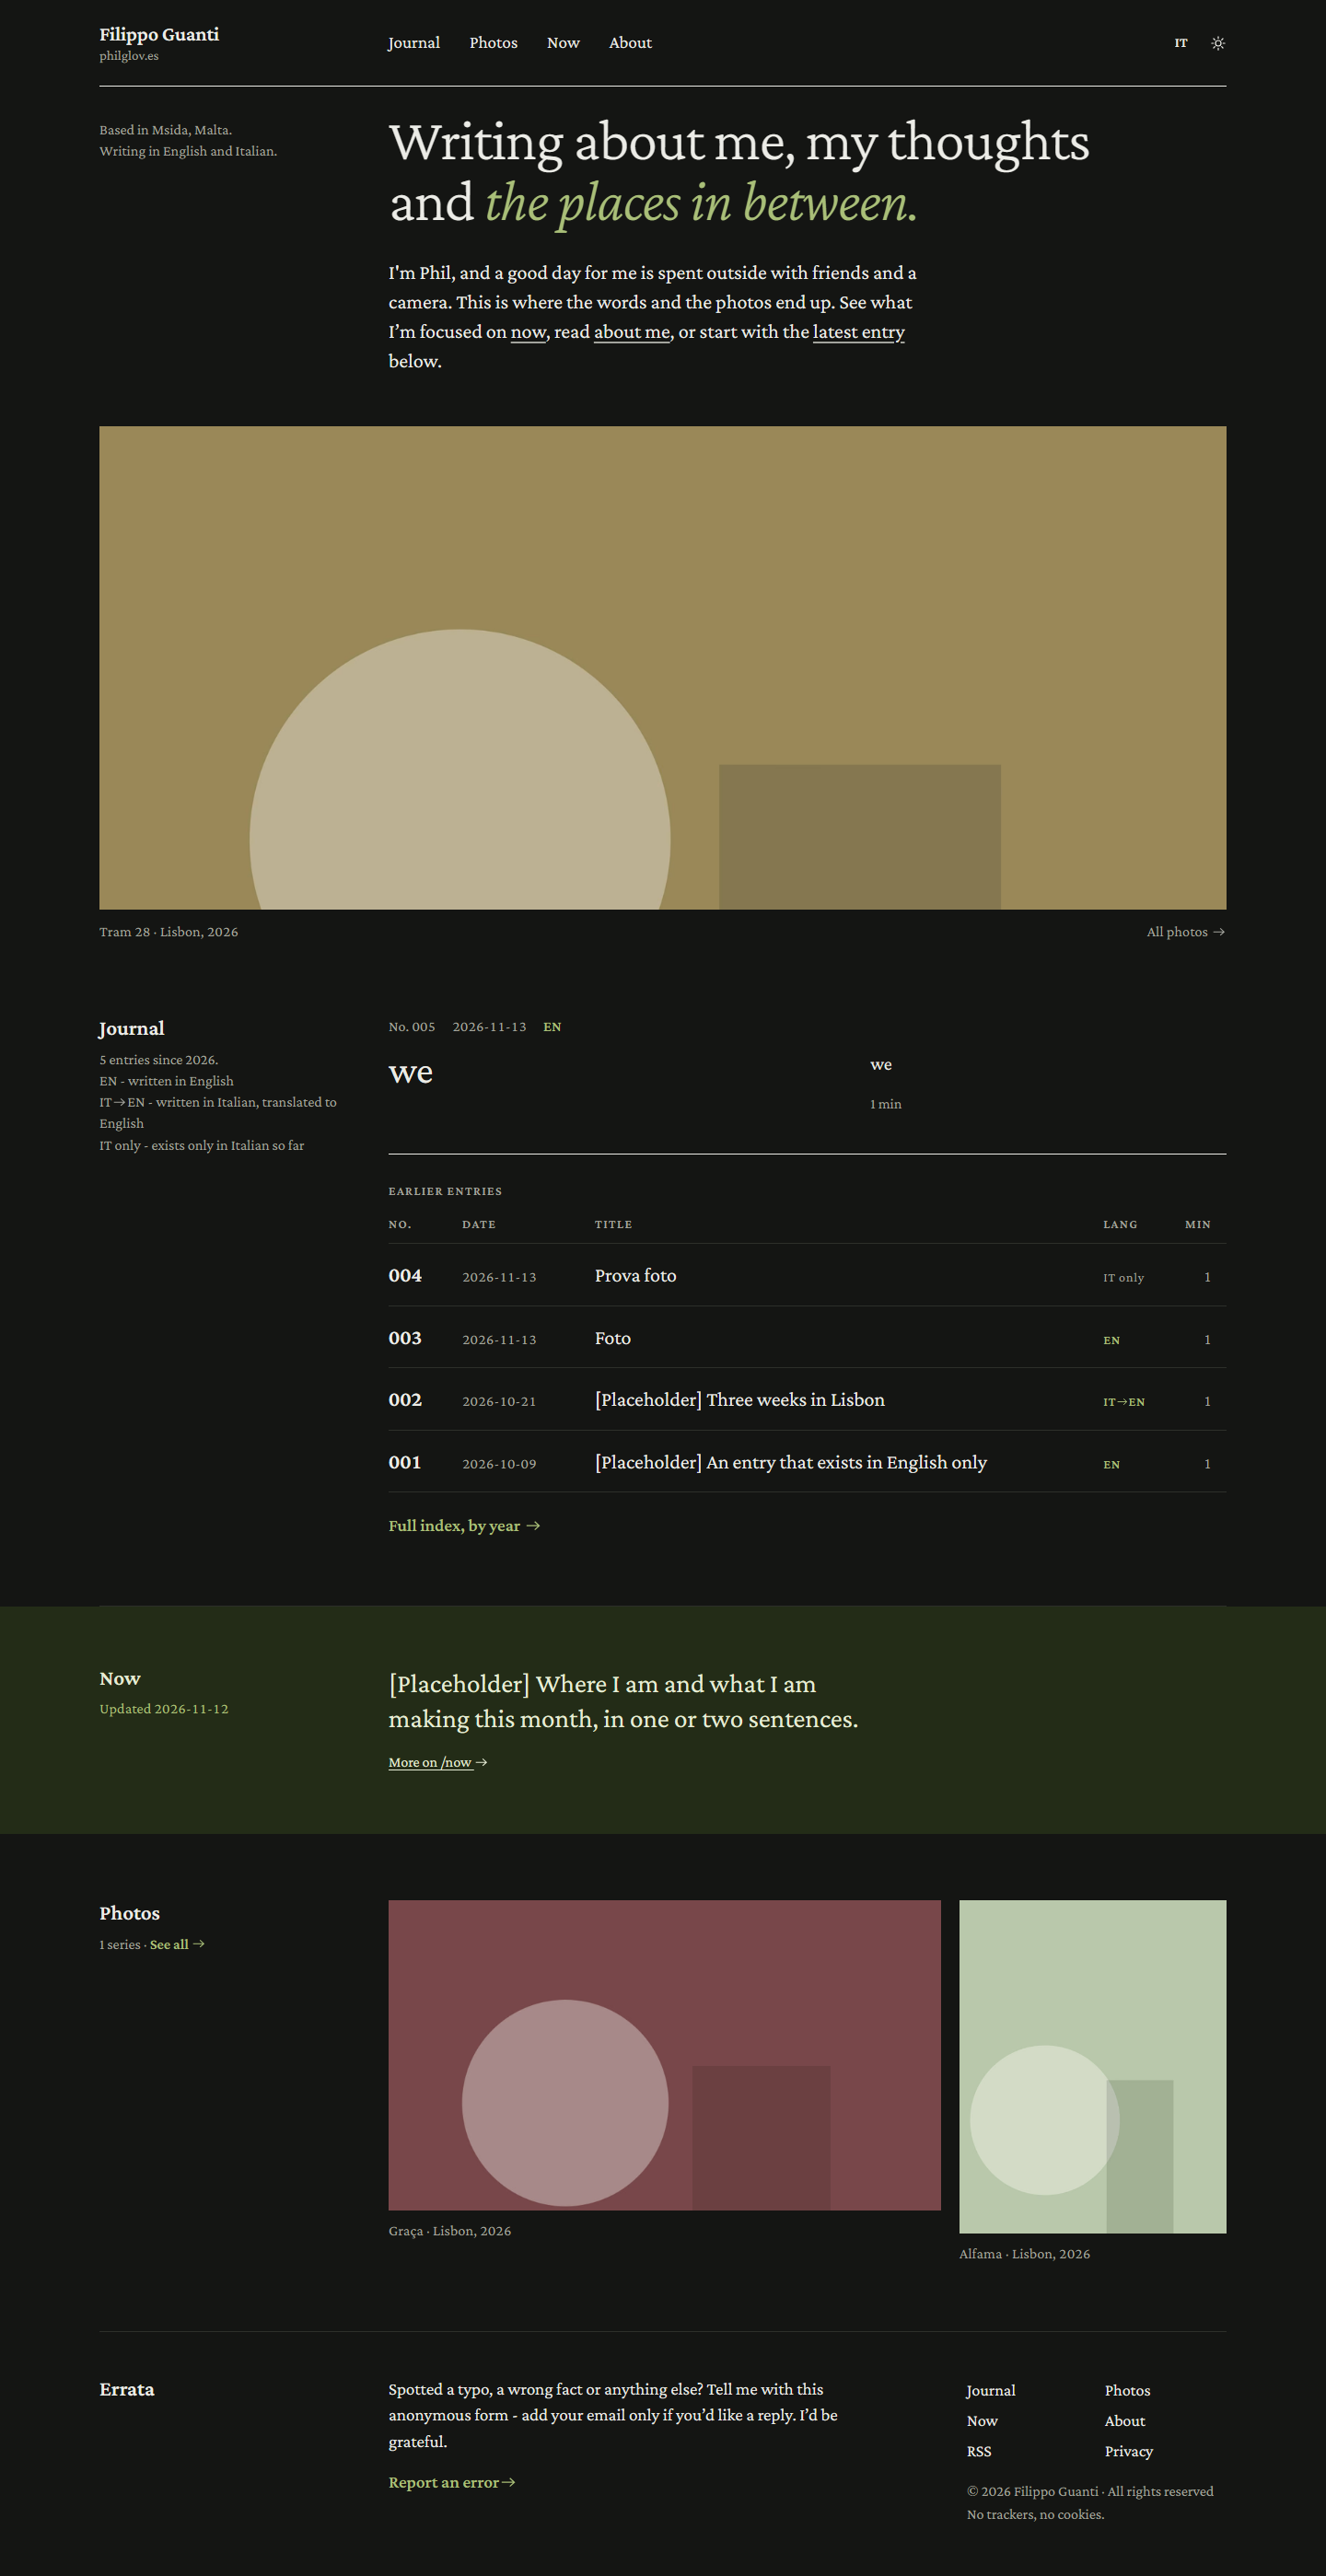 Filippo Guanti
philglov.es
Journal Photos Now About
IT
Based in Msida, Malta.
Writing in English and Italian.
Writing about me, my thoughts
and the places in between.
I'm Phil, and a good day for me is spent outside with friends and a
camera. This is where the words and the photos end up. See what
I’m focused on now, read about me, or start with the latest entry
below.
Tram 28 · Lisbon, 2026
All photos →
Journal
5 entries since 2026.
EN - written in English
IT→EN - written in Italian, translated to
English
IT only - exists only in Italian so far
No. 005 2026-11-13 EN
we
we
1 min
EARLIER ENTRIES
NO. DATE TITLE LANG MIN
004 2026-11-13 Prova foto IT only 1
003 2026-11-13 Foto EN 1
002 2026-10-21 [Placeholder] Three weeks in Lisbon IT→EN 1
001 2026-10-09 [Placeholder] An entry that exists in English only EN 1
Full index, by year →
Now
Updated 2026-11-12
[Placeholder] Where I am and what I am
making this month, in one or two sentences.
More on /now →
Photos
1 series · See all →
Graça · Lisbon, 2026
Alfama · Lisbon, 2026
Errata
Spotted a typo, a wrong fact or anything else? Tell me with this
anonymous form - add your email only if you’d like a reply. I’d be
grateful.
Report an error→
Journal Photos
Now About
RSS Privacy
© 2026 Filippo Guanti · All rights reserved
No trackers, no cookies.